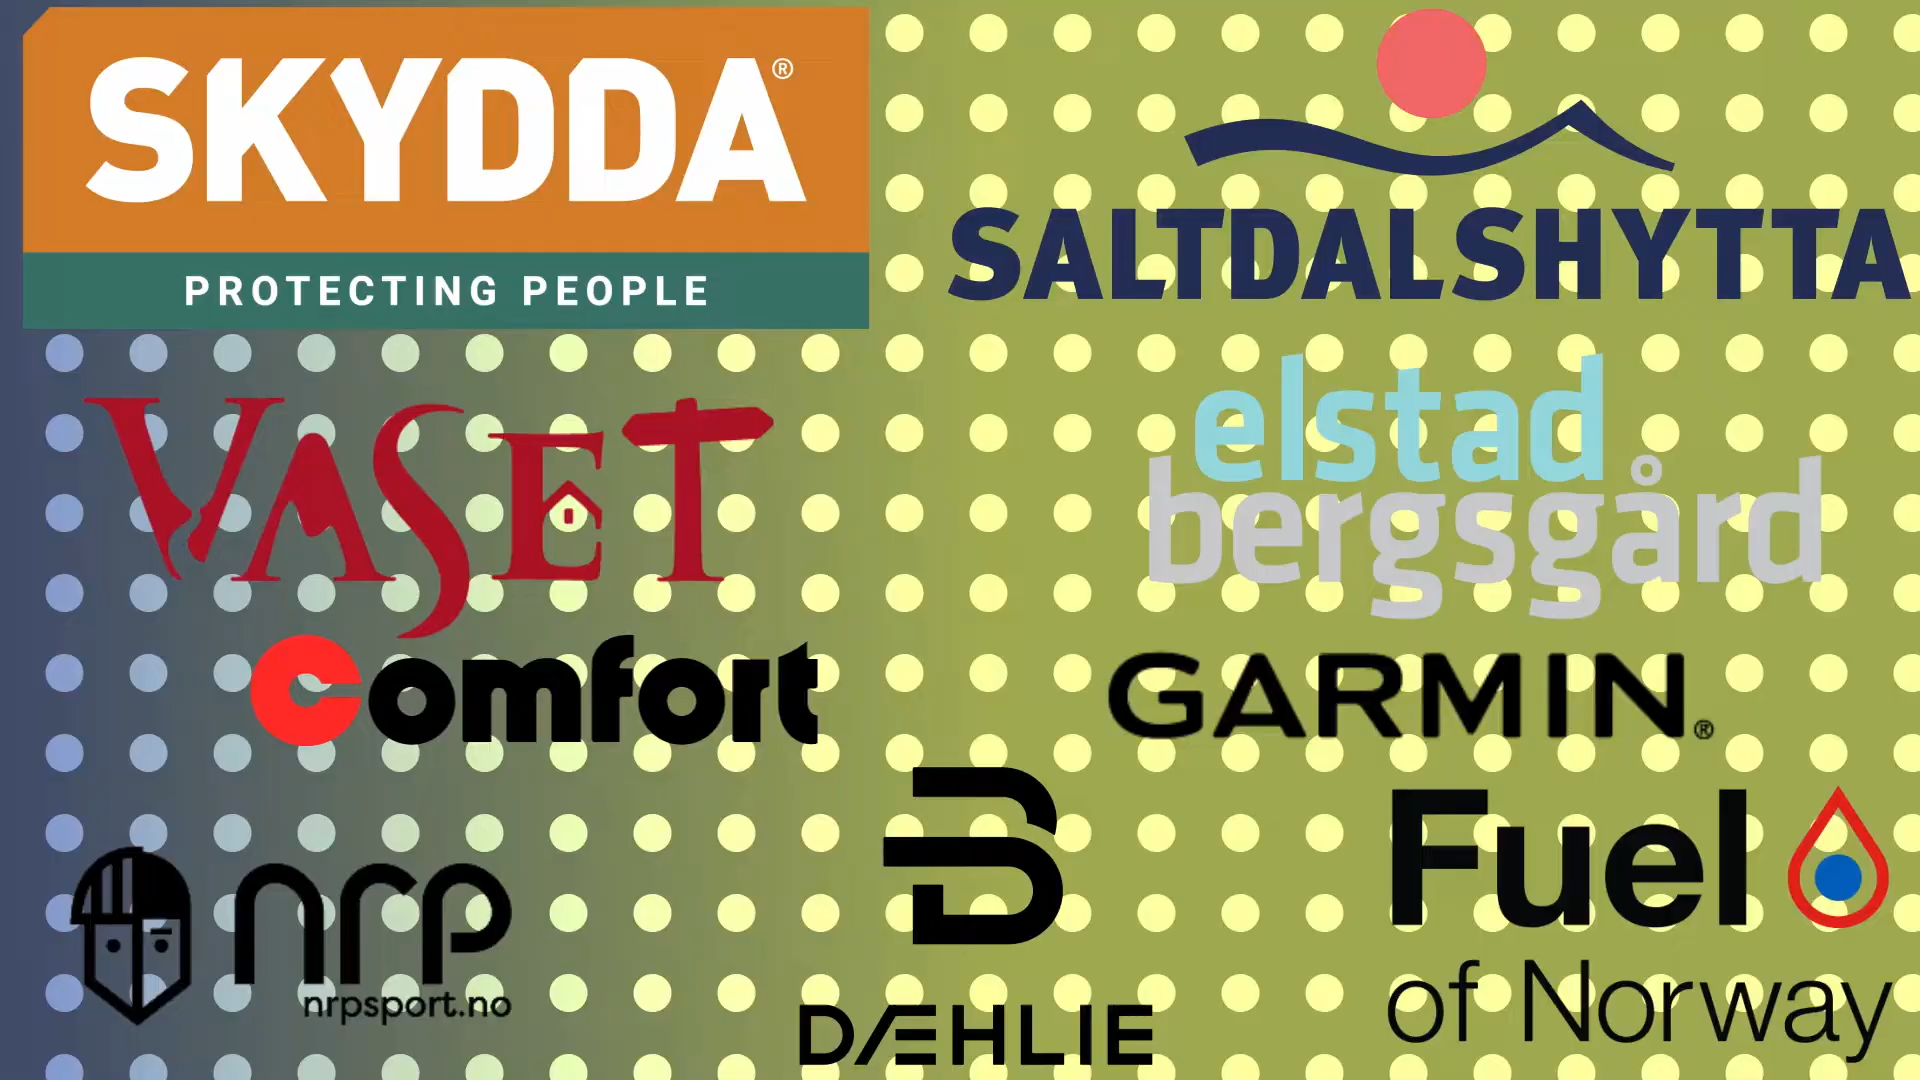 SKYDDA®
PROTECTING PEOPLE
SALTDALSHYTTA
VASET
elstad
bergsgård
comfort
GARMIN®
nrp
nrpsport.no
DÆHLIE
Fuel
of Norway